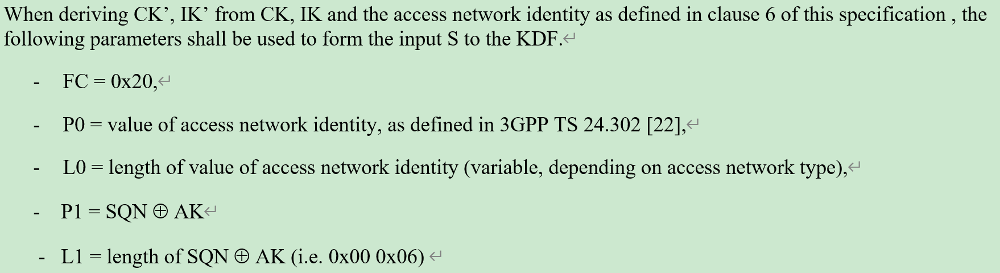 When deriving CK’, IK’ from CK, IK and the access network identity as defined in clause 6 of this specification , the
following parameters shall be used to form the input S to the KDF.↵
- FC = 0x20,↵
- P0 = value of access network identity, as defined in 3GPP TS 24.302 [22],↵
- L0 = length of value of access network identity (variable, depending on access network type),↵
- P1 = SQN ⊕ AK↵
- L1 = length of SQN ⊕ AK (i.e. 0x00 0x06) ↵